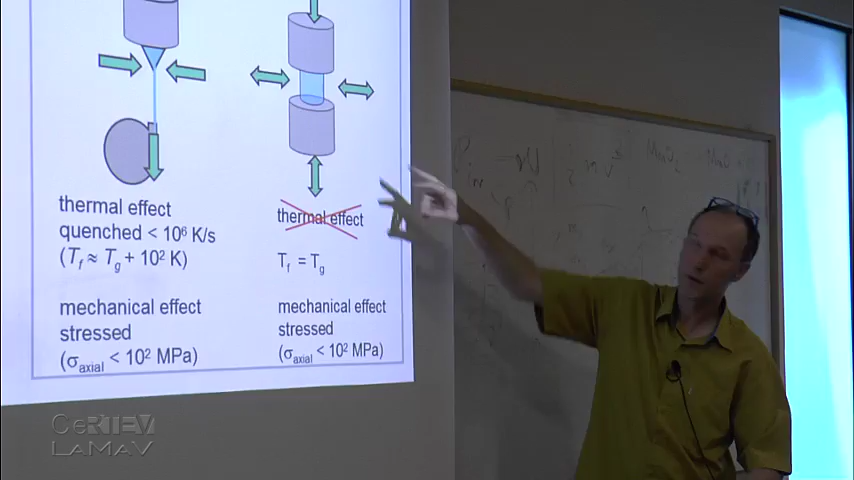 thermal effect
quenched < 10⁶ K/s
(T_f ≈ T_g + 10² K)
mechanical effect
stressed
(σ_axial < 10² MPa)
thermal effect
T_f = T_g
mechanical effect
stressed
(σ_axial < 10² MPa)
MnO₂
CeRTEV
LaMaV